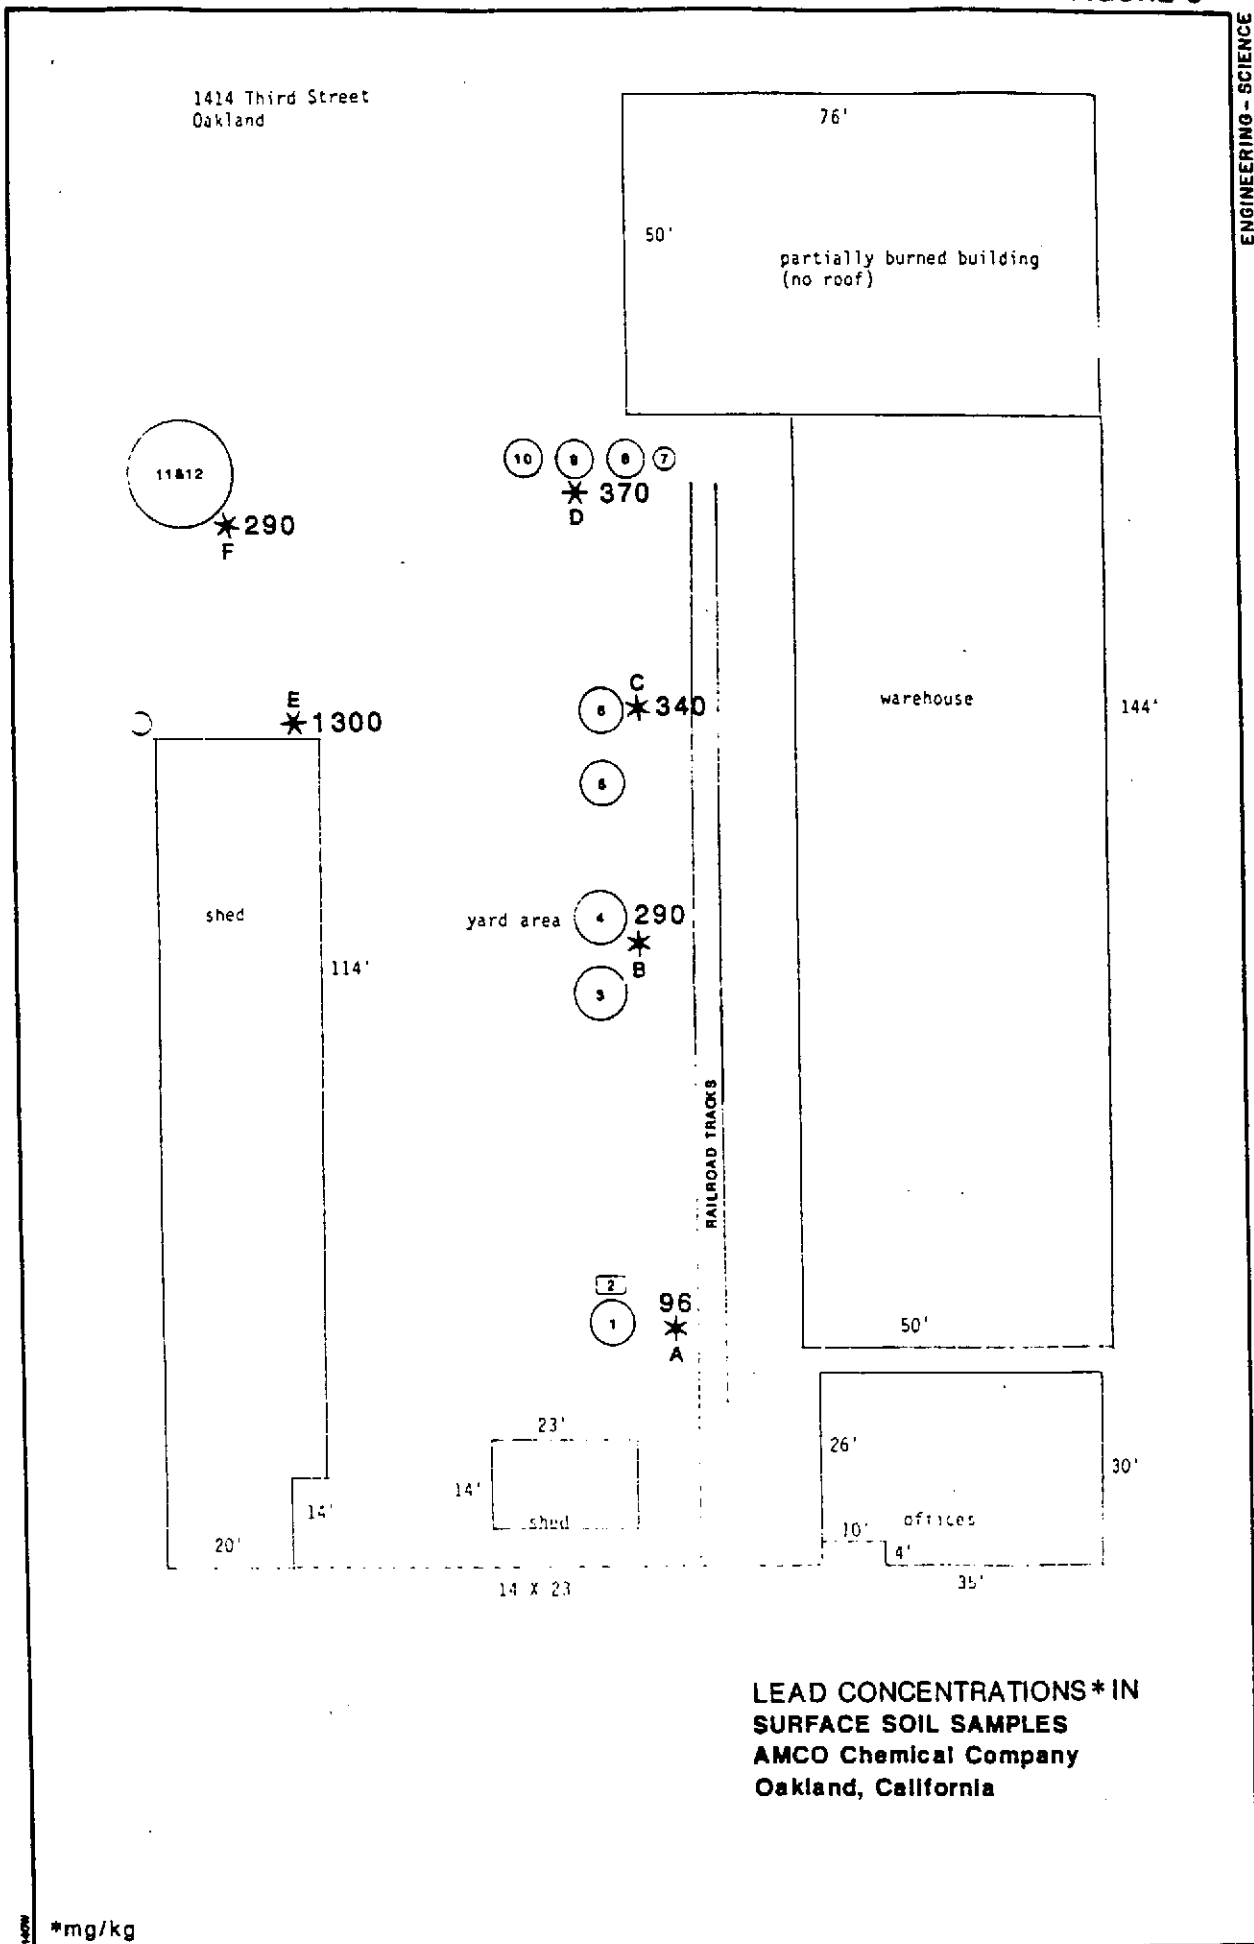 ENGINEERING-SCIENCE
1414 Third Street
Oakland
76'
50'
partially burned building
(no roof)
11&12
10
9
8
7
* 370
D
* 290
F
E
* 1300
C
6
* 340
5
warehouse
144'
shed
114'
yard area
4
290
*
B
3
RAILROAD TRACKS
2
96
1
*
A
50'
23'
14'
shed
26'
30'
offices
10'
4'
35'
14'
20'
14 X 23
LEAD CONCENTRATIONS* IN
SURFACE SOIL SAMPLES
AMCO Chemical Company
Oakland, California
*mg/kg